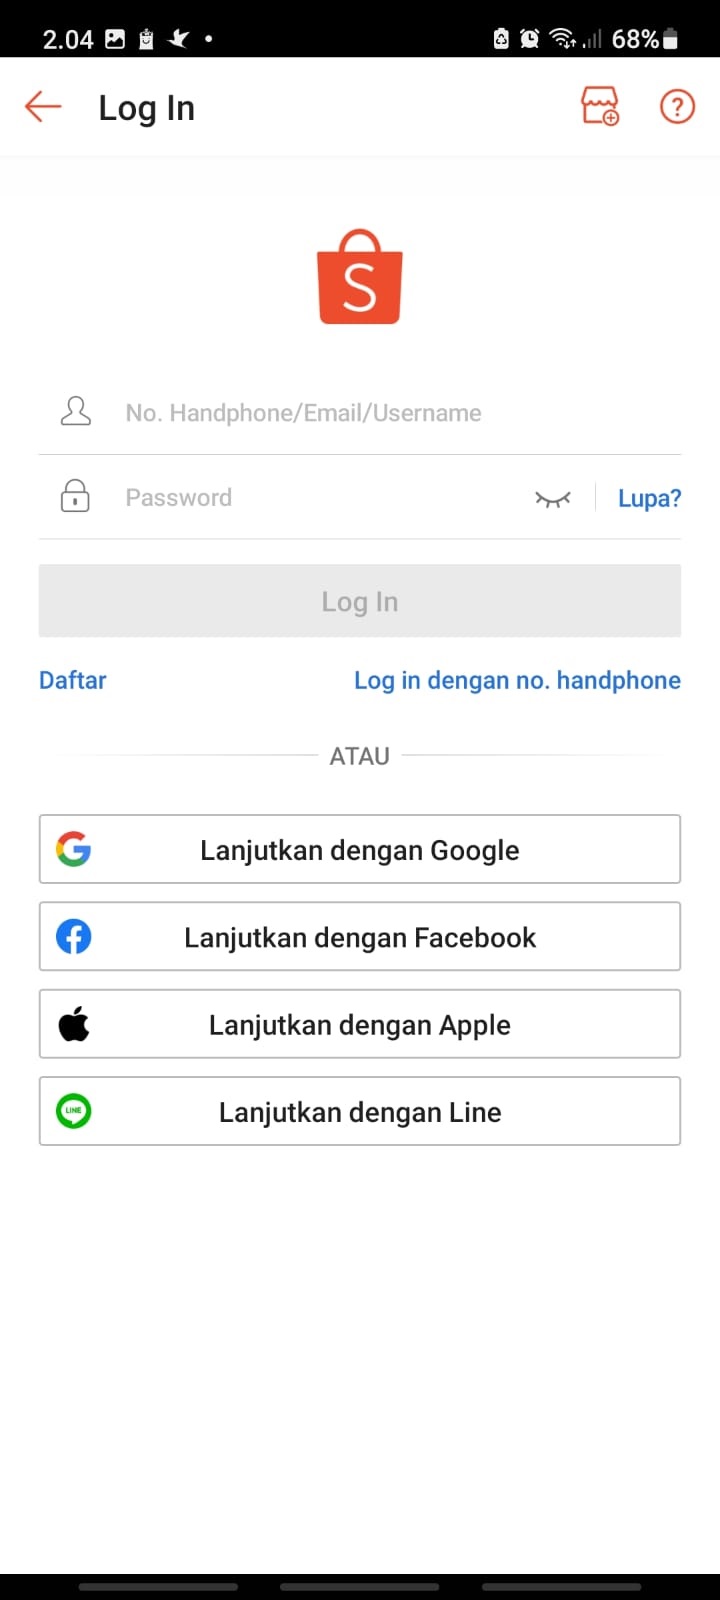 2.04 68%
Log In
S
No. Handphone/Email/Username
Password Lupa?
Log In
Daftar Log in dengan no. handphone
ATAU
Lanjutkan dengan Google
Lanjutkan dengan Facebook
Lanjutkan dengan Apple
LINE Lanjutkan dengan Line